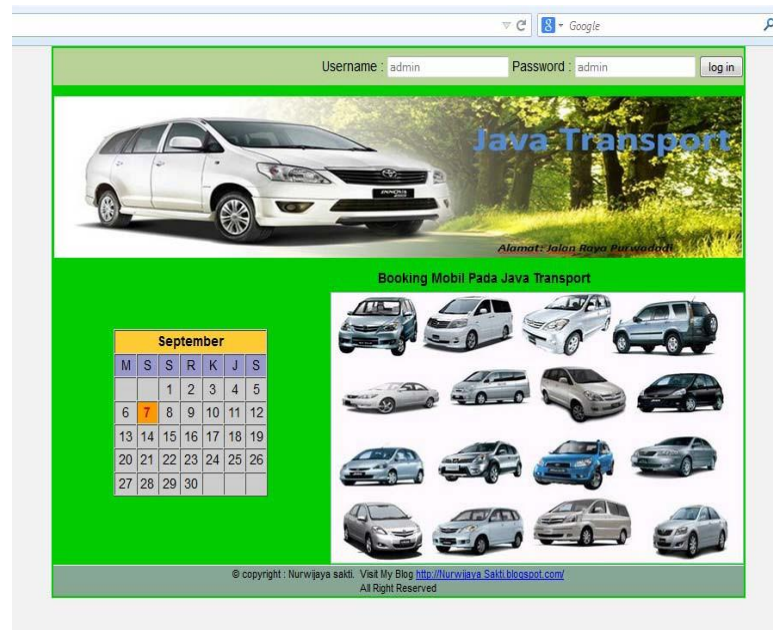 Google
Username : admin Password : admin log in
Java Transport
INNOVA
Alamat: Jalan Raya Purwodadi
Booking Mobil Pada Java Transport
September
M S S R K J S
1 2 3 4 5
6 7 8 9 10 11 12
13 14 15 16 17 18 19
20 21 22 23 24 25 26
27 28 29 30
© copyright : Nurwijaya sakti. Visit My Blog http://Nurwijaya Sakti.blogspot.com/
All Right Reserved